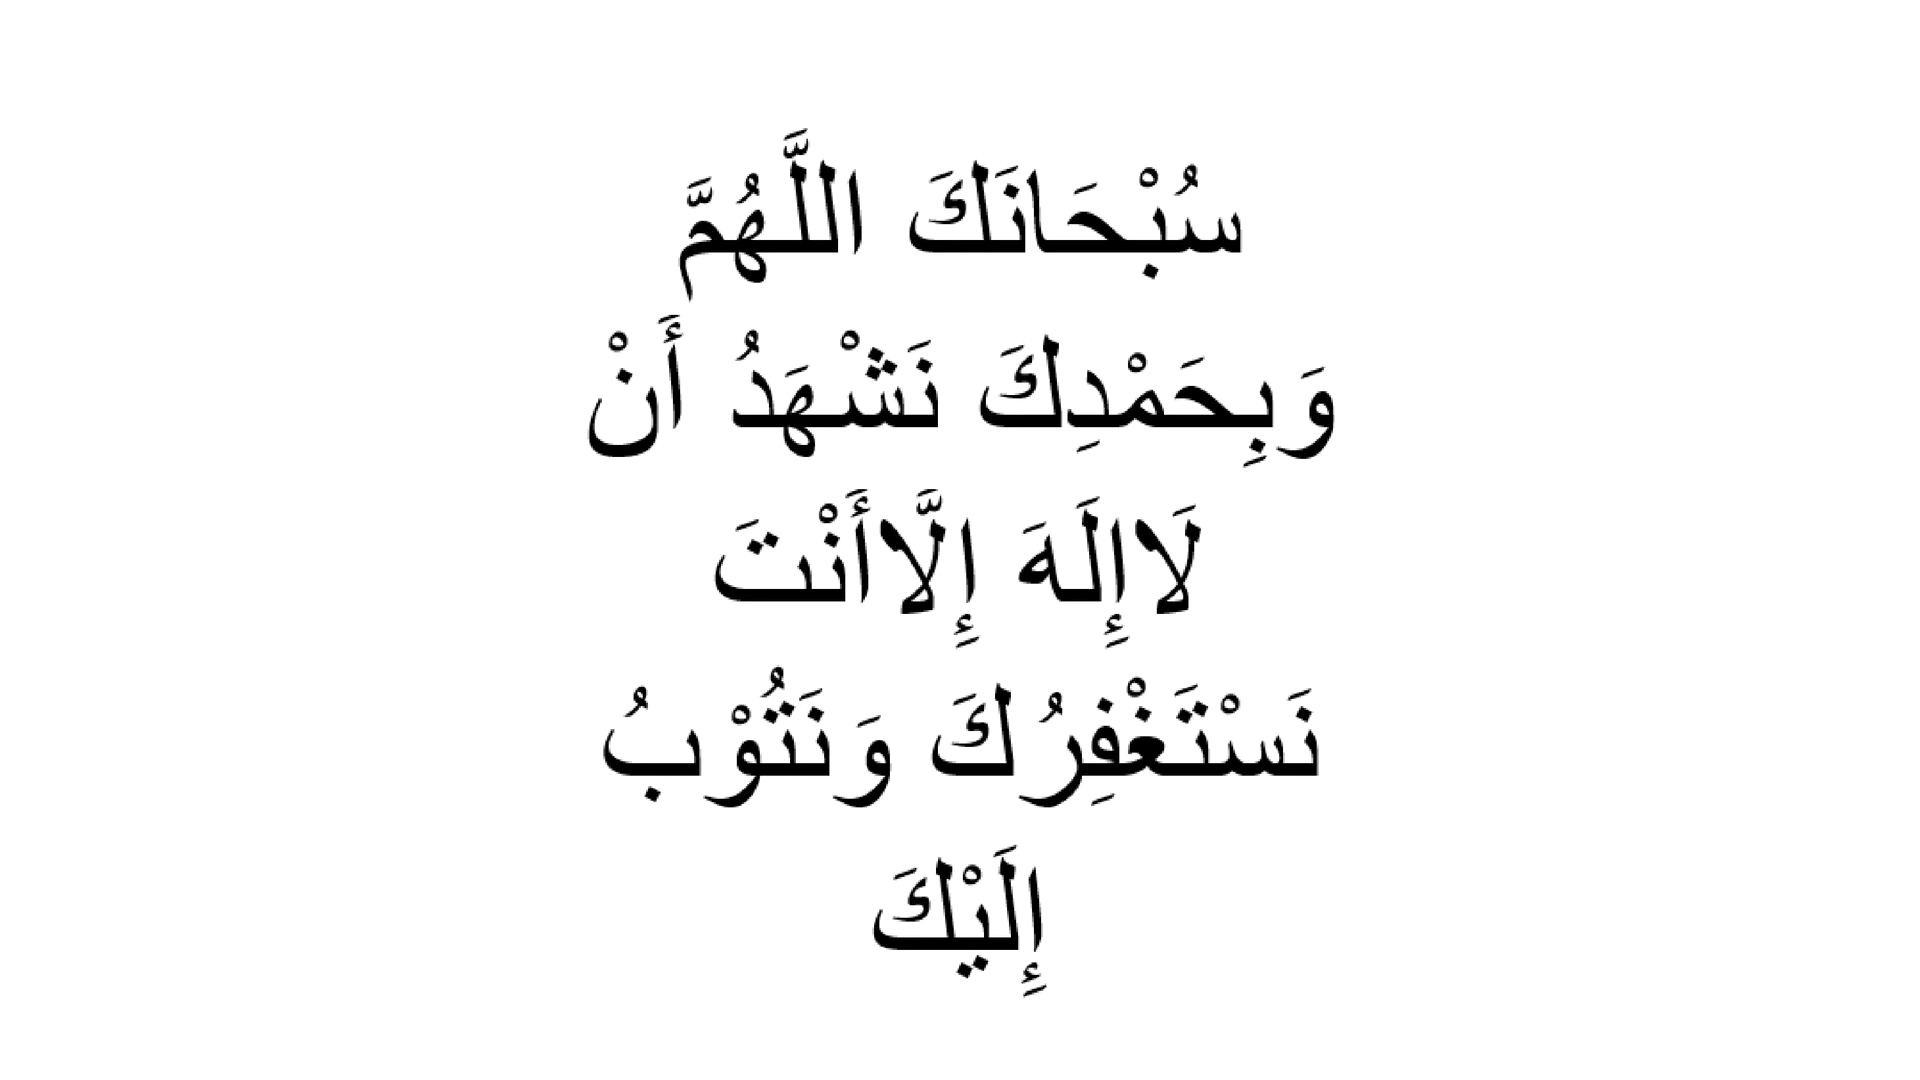 سُبْحَانَكَ اللَّهُمَّ
وَبِحَمْدِكَ نَشْهَدُ أَنْ
لَاإِلَهَ إِلَّاأَنْتَ
نَسْتَغْفِرُكَ وَنَتُوْبُ
إِلَيْكَ